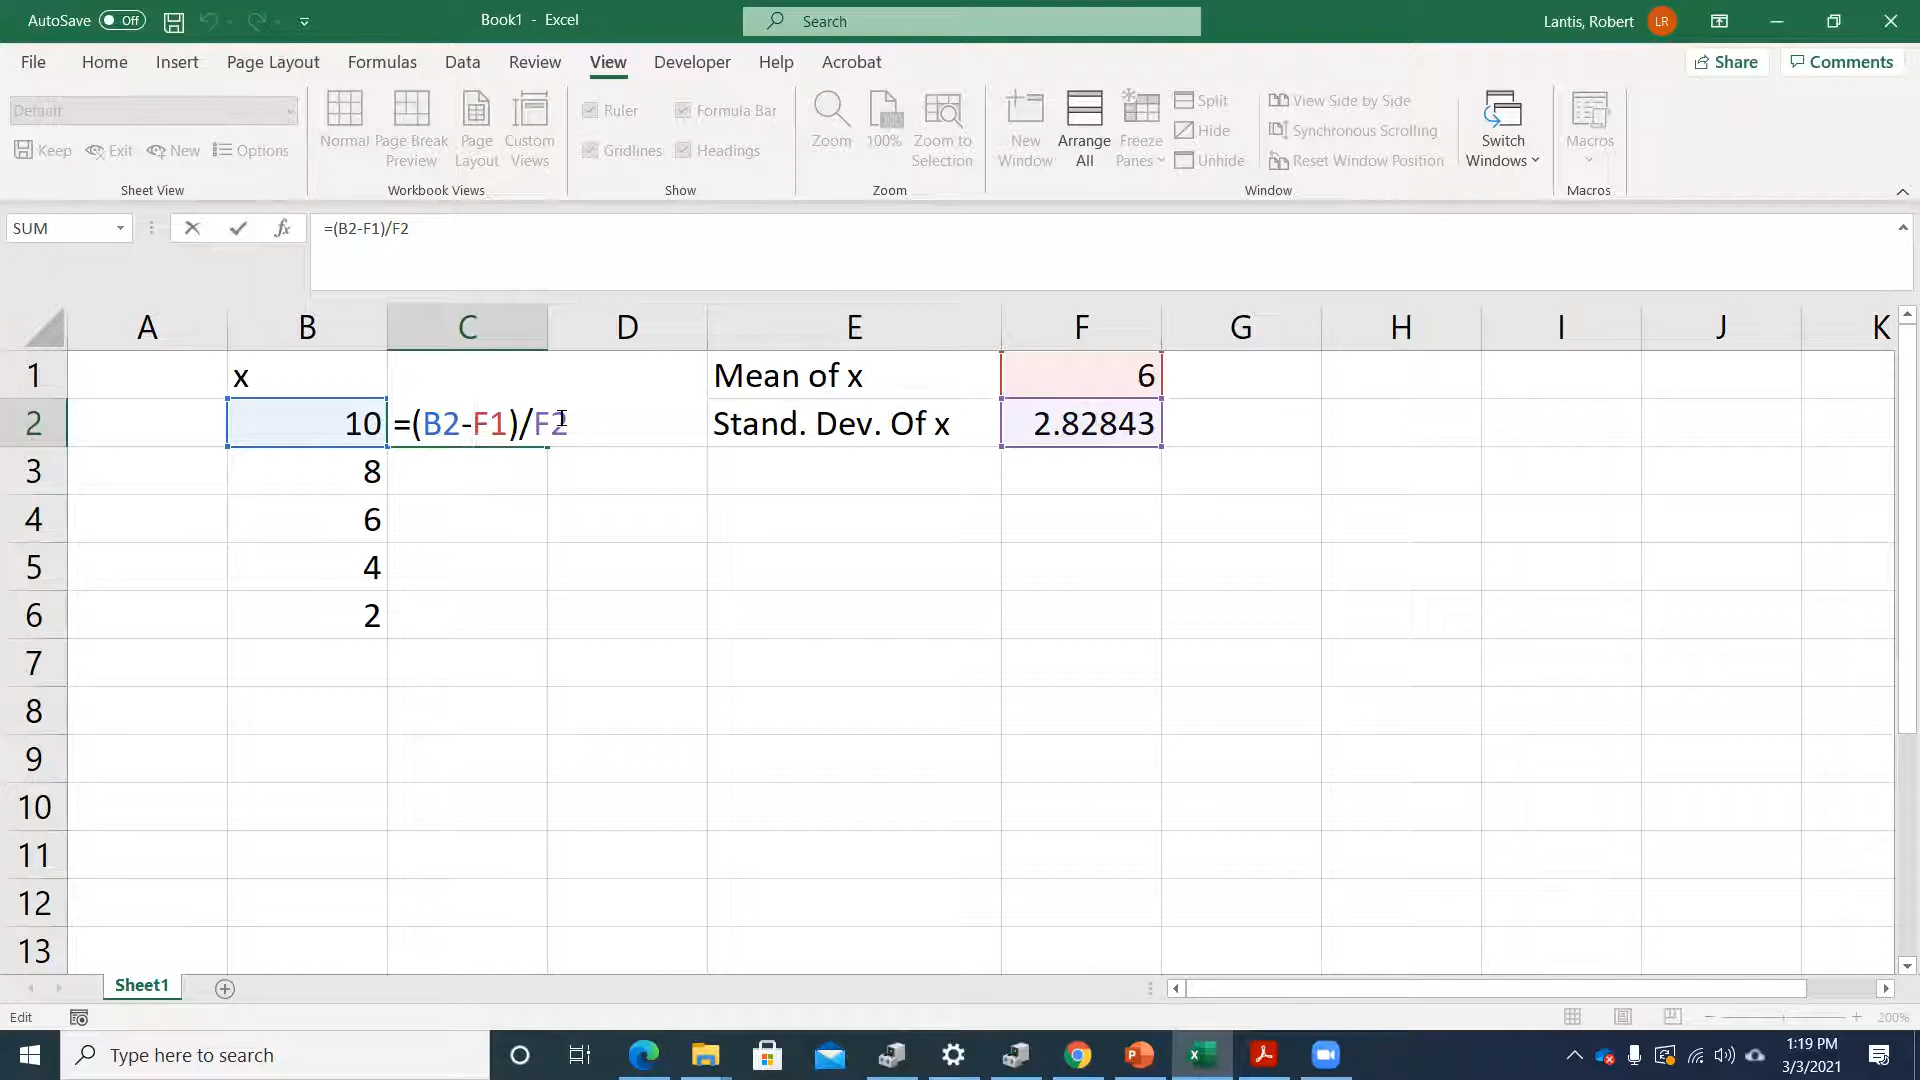 AutoSave Off Book1 - Excel Search Lantis, Robert LR
File Home Insert Page Layout Formulas Data Review View Developer Help Acrobat Share Comments
Default
Keep Exit New Options
Sheet View
Normal Page Break Preview Page Layout Custom Views
Workbook Views
Ruler Formula Bar
Gridlines Headings
Show
Zoom 100% Zoom to Selection
Zoom
New Window Arrange All Freeze Panes
Split
Hide
Unhide
View Side by Side
Synchronous Scrolling
Reset Window Position
Switch Windows
Window
Macros
Macros
SUM fx =(B2-F1)/F2
A B C D E F G H I J K
1 x Mean of x 6
2 10 =(B2-F1)/F2 Stand. Dev. Of x 2.82843
3 8
4 6
5 4
6 2
7
8
9
10
11
12
13
Sheet1
Edit 200%
Type here to search 1:19 PM
3/3/2021